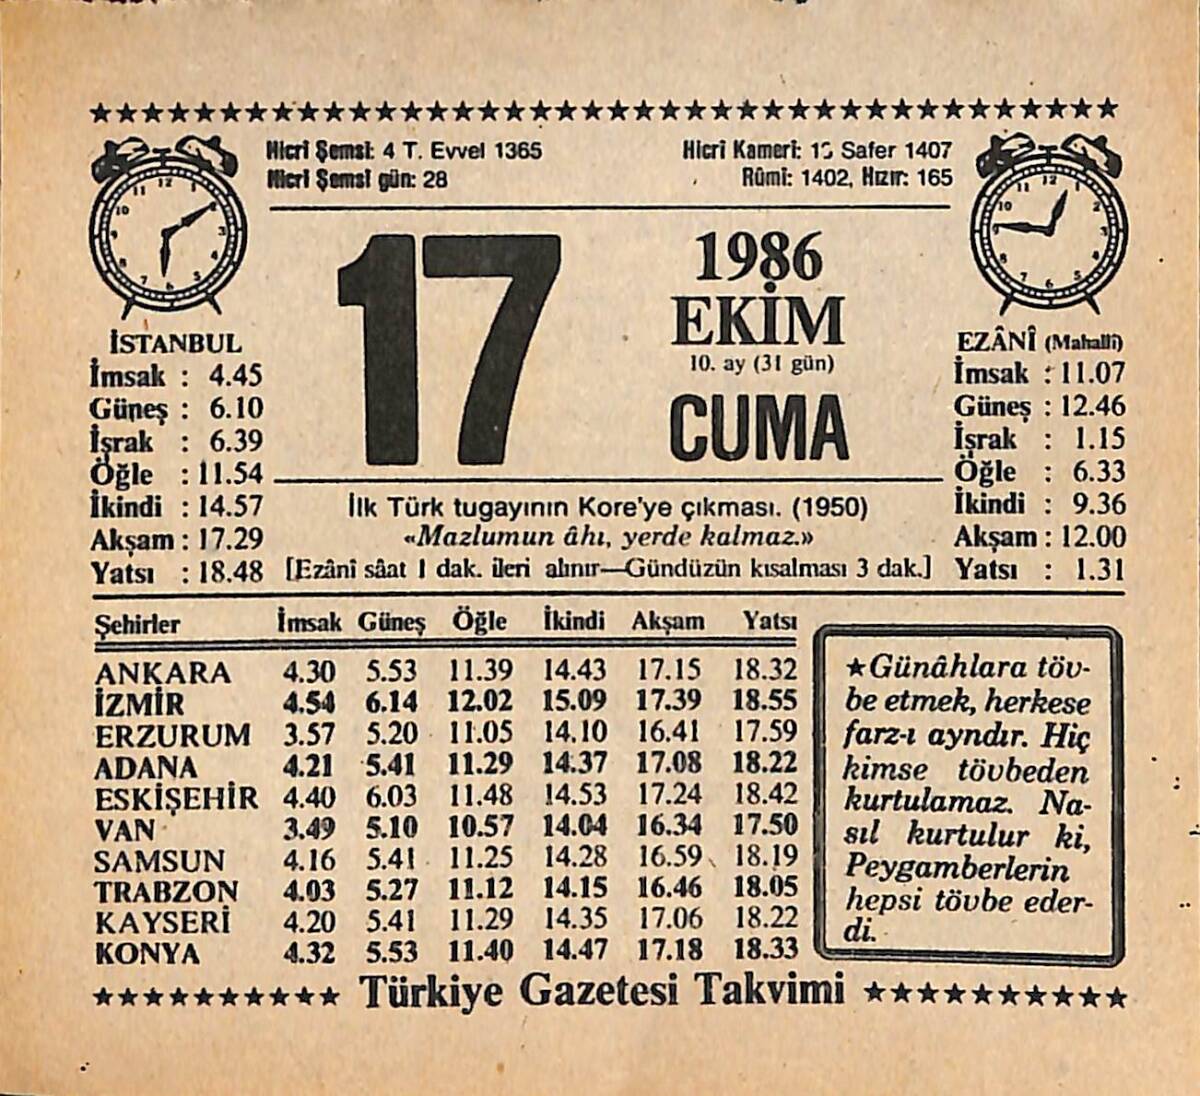 Hicrî Şemsî: 4 T. Evvel 1365
Hicrî Şemsî gün: 28
Hicrî Kamerî: Safer 1407
Rûmî: 1402, Hızır: 165
17
1986
EKİM
10. ay (31 gün)
CUMA
İSTANBUL
İmsak : 4.45
Güneş : 6.10
İşrak : 6.39
Öğle : 11.54
İkindi : 14.57
Akşam : 17.29
Yatsı : 18.48
EZÂNÎ (Mahallî)
İmsak : 11.07
Güneş : 12.46
İşrak : 1.15
Öğle : 6.33
İkindi : 9.36
Akşam : 12.00
Yatsı : 1.31
İlk Türk tugayının Kore'ye çıkması. (1950)
«Mazlumun âhı, yerde kalmaz.»
[Ezânî sâat 1 dak. ileri alınır—Gündüzün kısalması 3 dak.]
Şehirler İmsak Güneş Öğle İkindi Akşam Yatsı
ANKARA 4.30 5.53 11.39 14.43 17.15 18.32
İZMİR 4.54 6.14 12.02 15.09 17.39 18.55
ERZURUM 3.57 5.20 11.05 14.10 16.41 17.59
ADANA 4.21 5.41 11.29 14.37 17.08 18.22
ESKİŞEHİR 4.40 6.03 11.48 14.53 17.24 18.42
VAN 3.49 5.10 10.57 14.04 16.34 17.50
SAMSUN 4.16 5.41 11.25 14.28 16.59 18.19
TRABZON 4.03 5.27 11.12 14.15 16.46 18.05
KAYSERİ 4.20 5.41 11.29 14.35 17.06 18.22
KONYA 4.32 5.53 11.40 14.47 17.18 18.33
★Günâhlara töv-
be etmek, herkese
farz-ı ayndır. Hiç
kimse tövbeden
kurtulamaz. Na-
sıl kurtulur ki,
Peygamberlerin
hepsi tövbe eder-
di.
Türkiye Gazetesi Takvimi